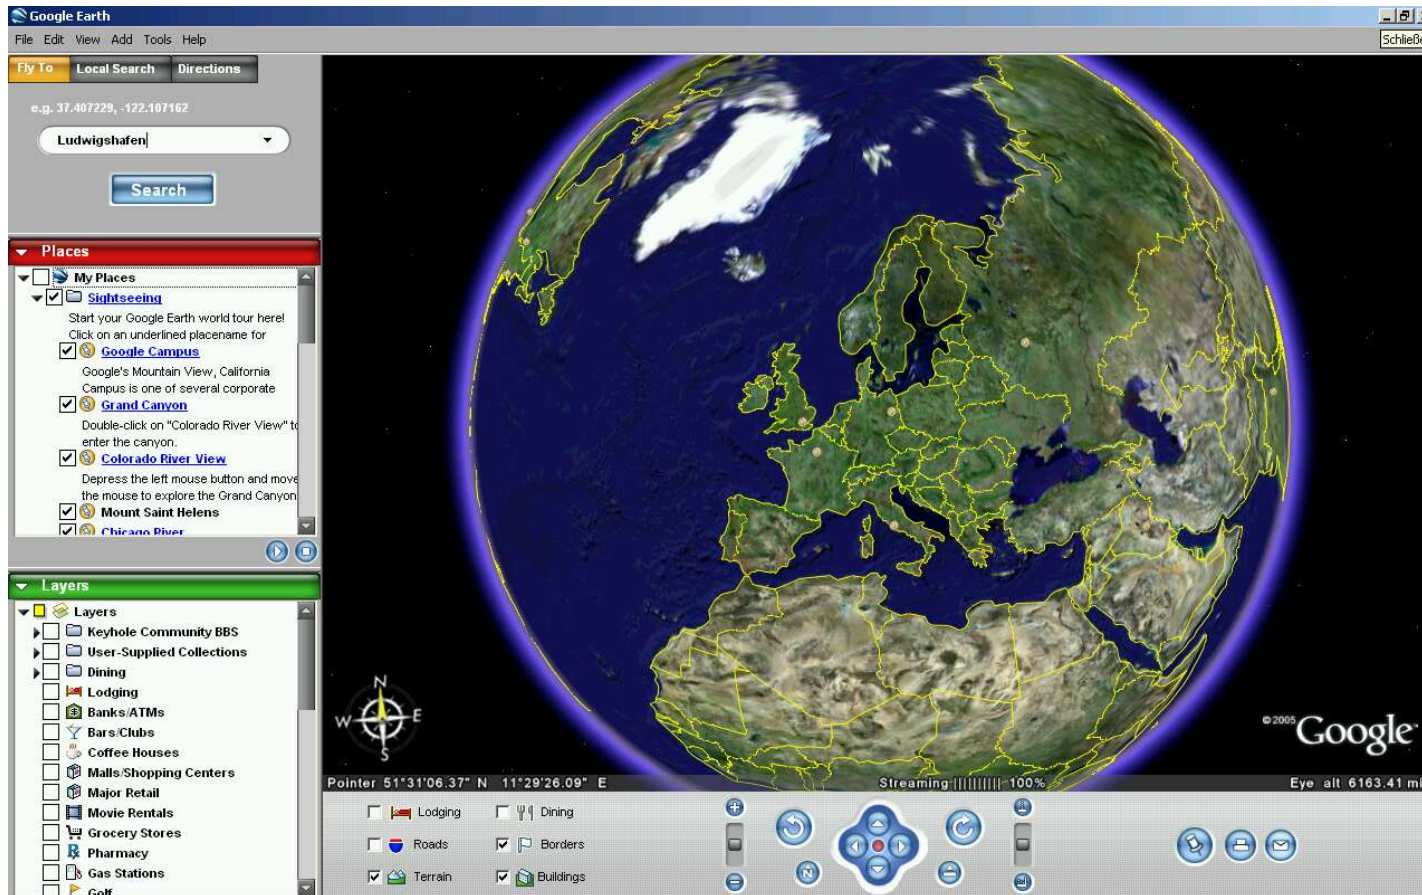 Google Earth
File Edit View Add Tools Help
Schließe
Fly To Local Search Directions
e.g. 37.407229, -122.107162
Ludwigshafen
Search
Places
My Places
Sightseeing
Start your Google Earth world tour here!
Click on an underlined placename for
Google Campus
Google's Mountain View, California
Campus is one of several corporate
Grand Canyon
Double-click on "Colorado River View" to
enter the canyon.
Colorado River View
Depress the left mouse button and move
the mouse to explore the Grand Canyon
Mount Saint Helens
Chicago River
Layers
Layers
Keyhole Community BBS
User-Supplied Collections
Dining
Lodging
Banks/ATMs
Bars/Clubs
Coffee Houses
Malls/Shopping Centers
Major Retail
Movie Rentals
Grocery Stores
Pharmacy
Gas Stations
Golf
N
W E
S
©2005 Google
Pointer 51°31'06.37" N 11°29'26.09" E Streaming 100% Eye alt 6163.41 mi
Lodging Dining
Roads Borders
Terrain Buildings
N